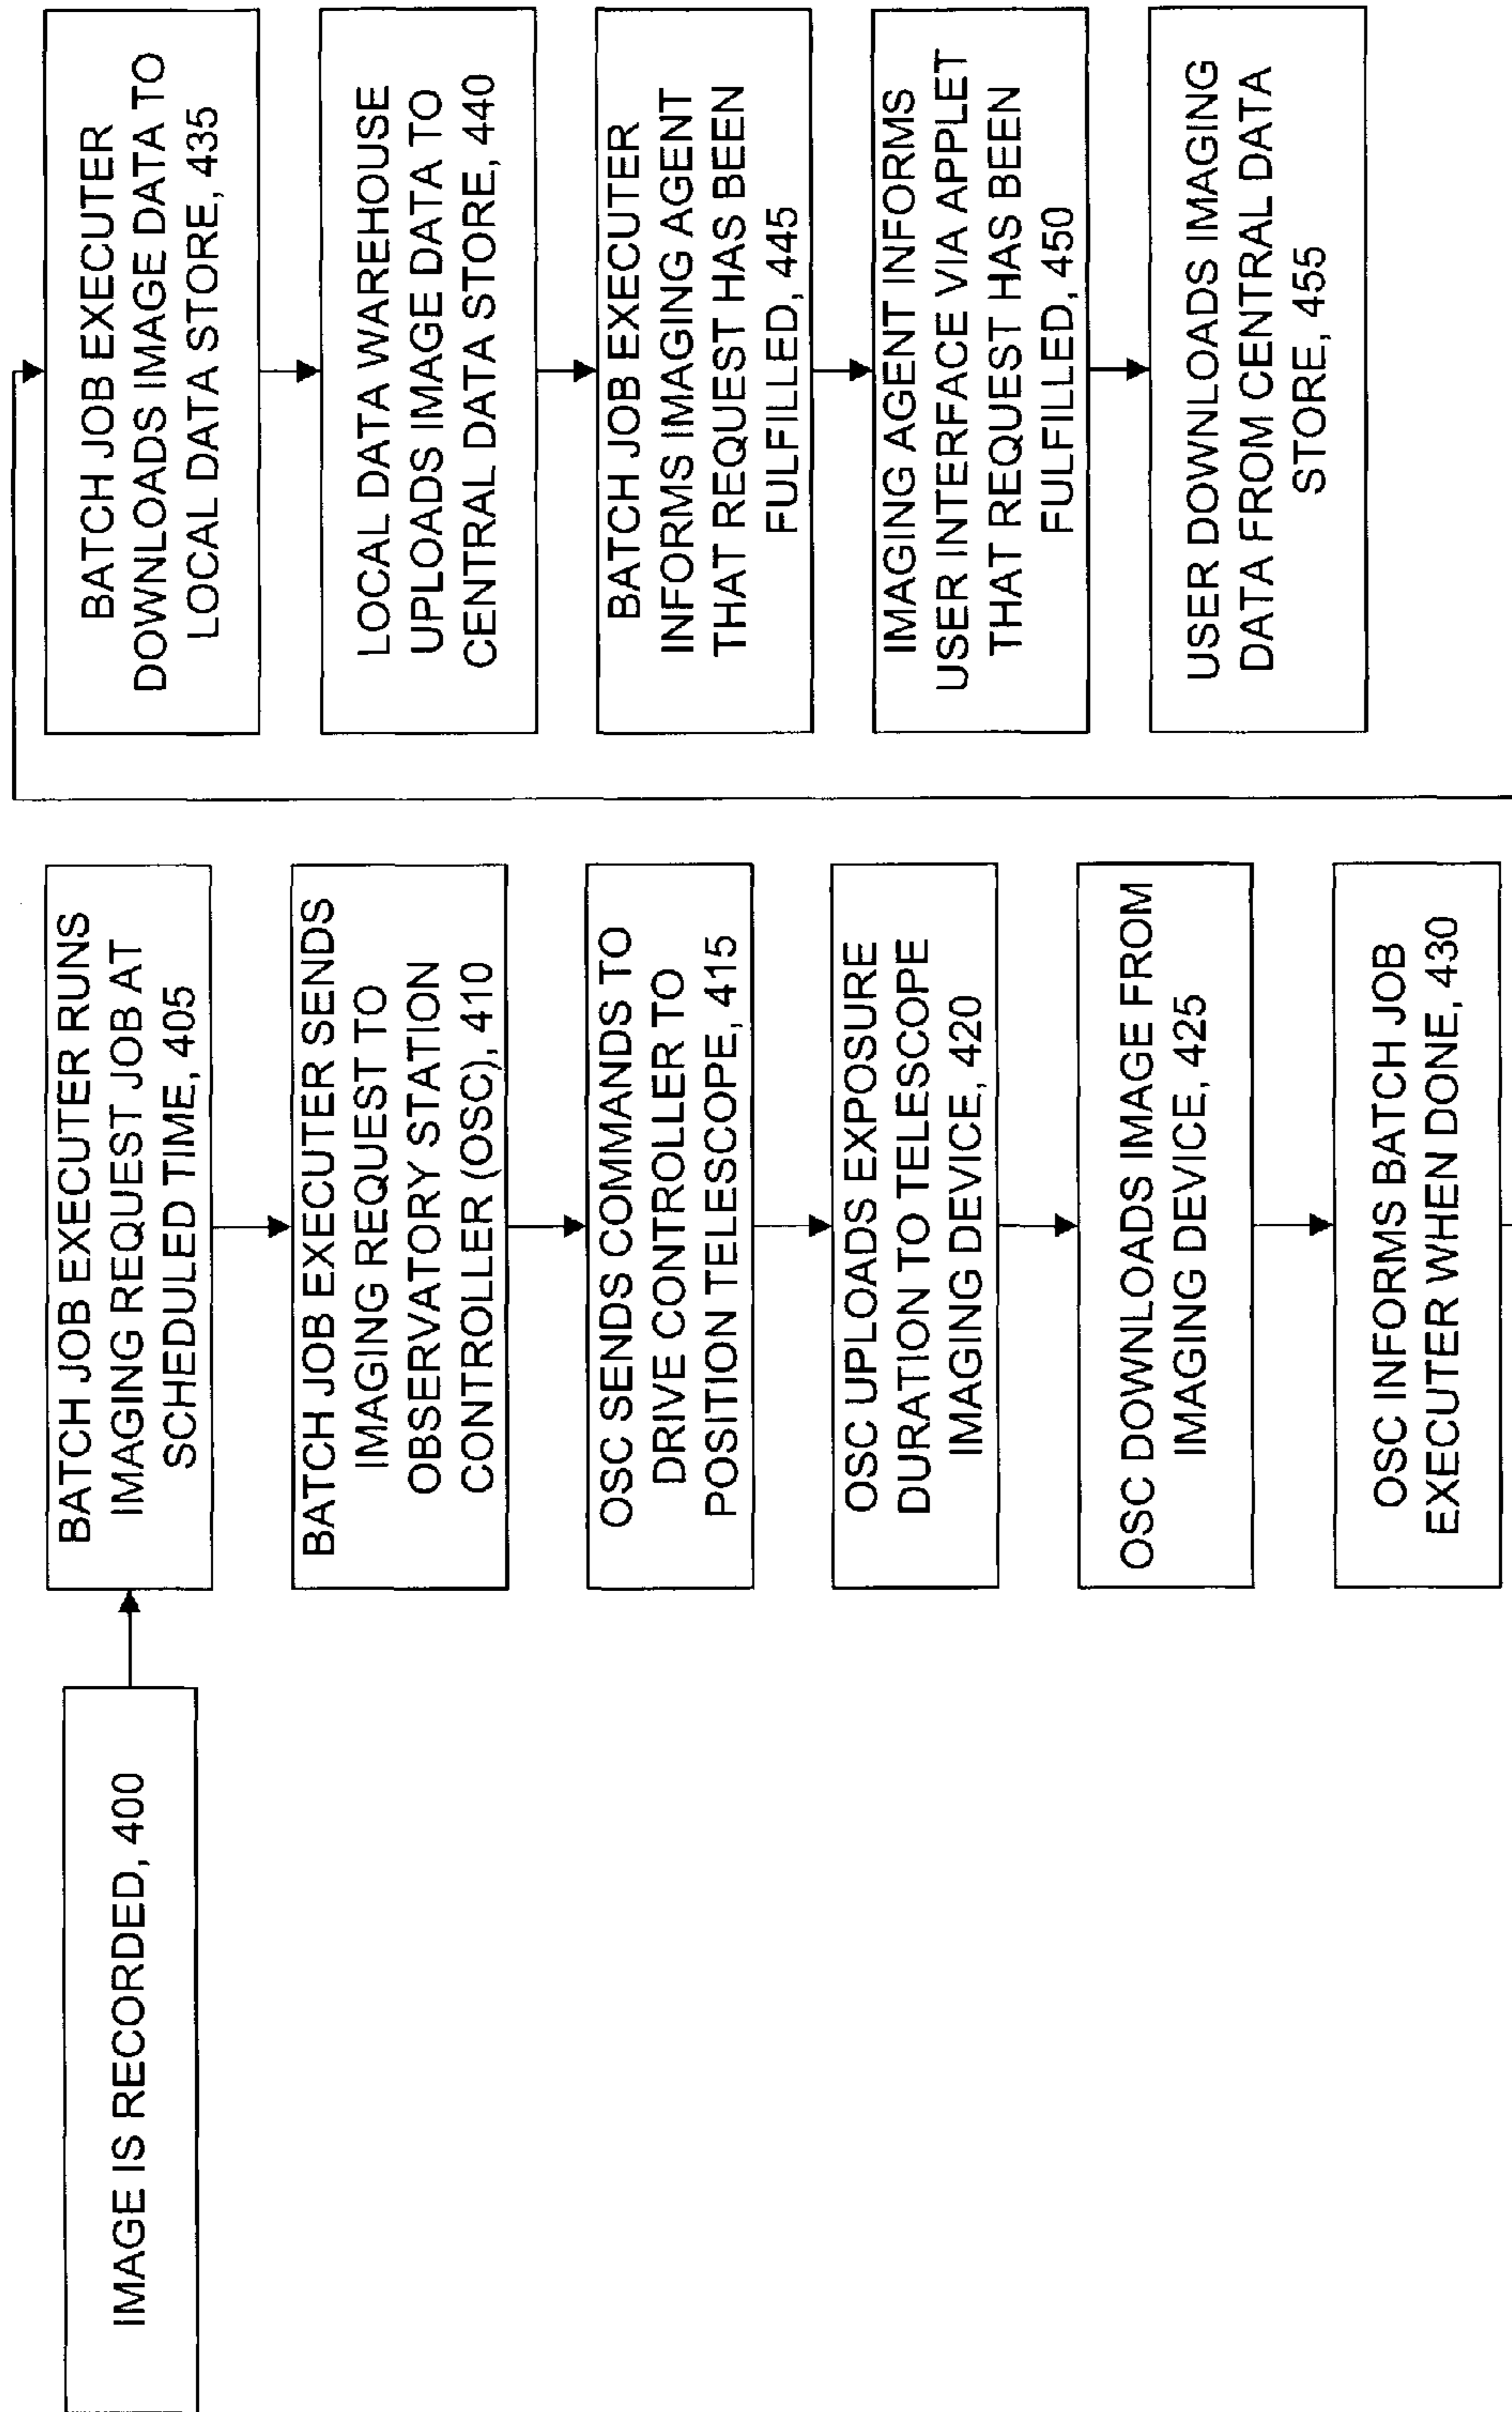 IMAGE IS RECORDED, 400
BATCH JOB EXECUTER RUNS
IMAGING REQUEST JOB AT
SCHEDULED TIME, 405
BATCH JOB EXECUTER SENDS
IMAGING REQUEST TO
OBSERVATORY STATION
CONTROLLER (OSC), 410
OSC SENDS COMMANDS TO
DRIVE CONTROLLER TO
POSITION TELESCOPE, 415
OSC UPLOADS EXPOSURE
DURATION TO TELESCOPE
IMAGING DEVICE, 420
OSC DOWNLOADS IMAGE FROM
IMAGING DEVICE, 425
OSC INFORMS BATCH JOB
EXECUTER WHEN DONE, 430
BATCH JOB EXECUTER
DOWNLOADS IMAGE DATA TO
LOCAL DATA STORE, 435
LOCAL DATA WAREHOUSE
UPLOADS IMAGE DATA TO
CENTRAL DATA STORE, 440
BATCH JOB EXECUTER
INFORMS IMAGING AGENT
THAT REQUEST HAS BEEN
FULFILLED, 445
IMAGING AGENT INFORMS
USER INTERFACE VIA APPLET
THAT REQUEST HAS BEEN
FULFILLED, 450
USER DOWNLOADS IMAGING
DATA FROM CENTRAL DATA
STORE, 455